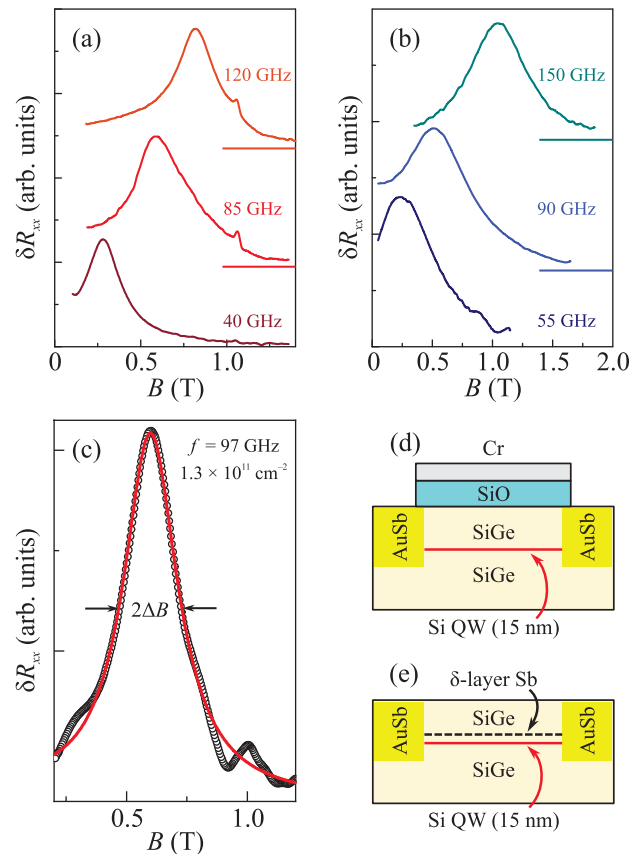 (a)
120 GHz
85 GHz
40 GHz
δRxx (arb. units)
0 0.5 1.0
B (T)
(b)
150 GHz
90 GHz
55 GHz
δRxx (arb. units)
0 0.5 1.0 1.5 2.0
B (T)
(c)
f = 97 GHz
1.3 × 10¹¹ cm⁻²
2ΔB
δRxx (arb. units)
0.5 1.0
B (T)
(d)
Cr
SiO
AuSb
SiGe
AuSb
SiGe
Si QW (15 nm)
(e)
δ-layer Sb
AuSb
SiGe
AuSb
SiGe
Si QW (15 nm)